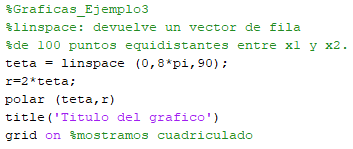 %Graficas_Ejemplo3
%linspace: devuelve un vector de fila
%de 100 puntos equidistantes entre x1 y x2.
teta = linspace (0,8*pi,90);
r=2*teta;
polar (teta,r)
title('Titulo del grafico')
grid on %mostramos cuadriculado